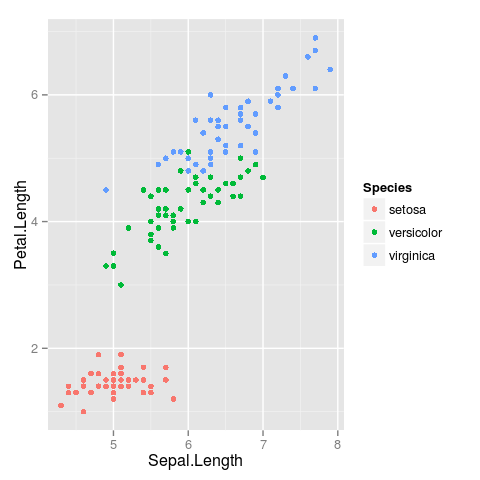 6
4
2
Petal.Length
5 6 7 8
Sepal.Length
Species
setosa
versicolor
virginica